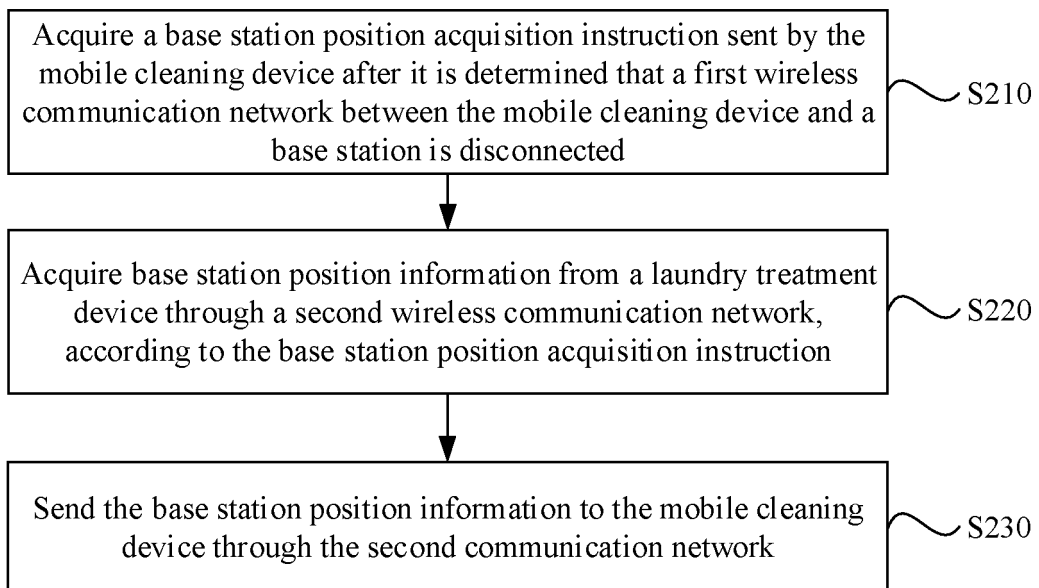 Acquire a base station position acquisition instruction sent by the
mobile cleaning device after it is determined that a first wireless
communication network between the mobile cleaning device and a
base station is disconnected
S210
Acquire base station position information from a laundry treatment
device through a second wireless communication network,
according to the base station position acquisition instruction
S220
Send the base station position information to the mobile cleaning
device through the second communication network
S230